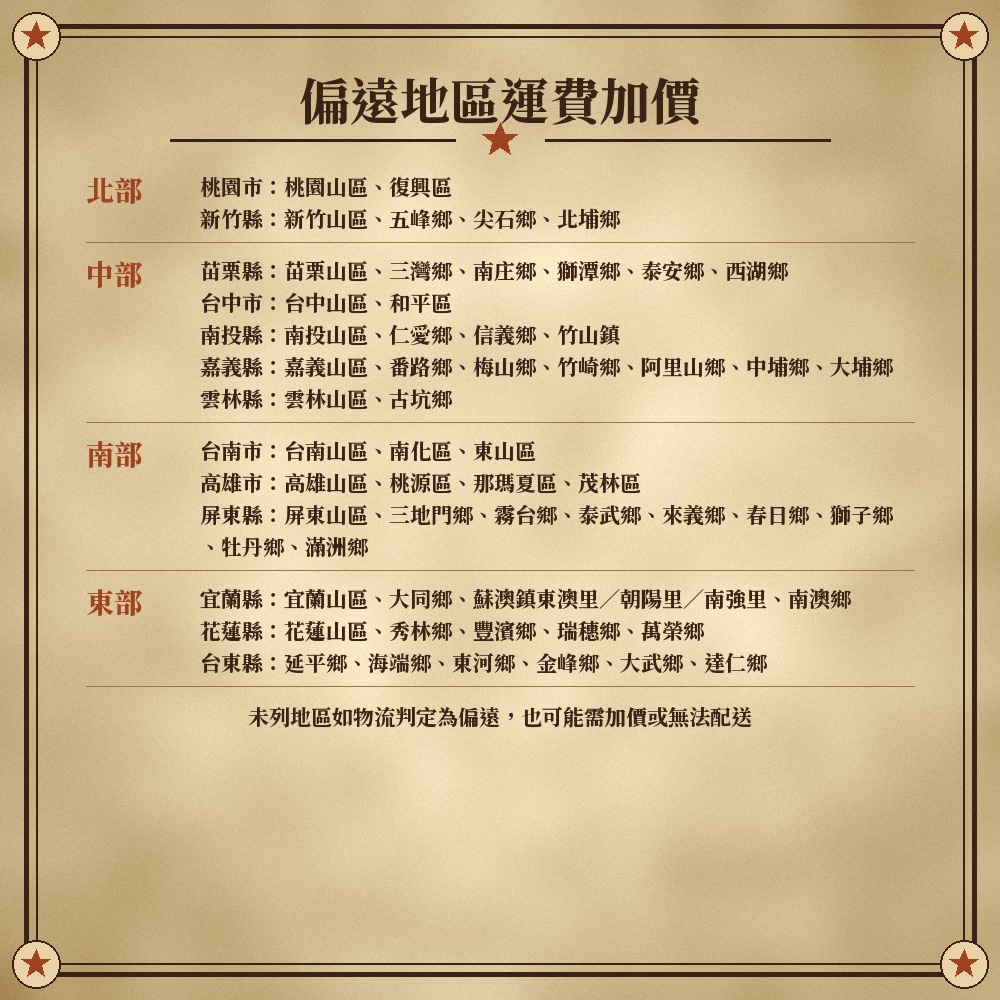 偏遠地區運費加價
北部
桃園市：桃園山區、復興區
新竹縣：新竹山區、五峰鄉、尖石鄉、北埔鄉
中部
苗栗縣：苗栗山區、三灣鄉、南庄鄉、獅潭鄉、泰安鄉、西湖鄉
台中市：台中山區、和平區
南投縣：南投山區、仁愛鄉、信義鄉、竹山鎮
嘉義縣：嘉義山區、番路鄉、梅山鄉、竹崎鄉、阿里山鄉、中埔鄉、大埔鄉
雲林縣：雲林山區、古坑鄉
南部
台南市：台南山區、南化區、東山區
高雄市：高雄山區、桃源區、那瑪夏區、茂林區
屏東縣：屏東山區、三地門鄉、霧台鄉、泰武鄉、來義鄉、春日鄉、獅子鄉
、牡丹鄉、滿洲鄉
東部
宜蘭縣：宜蘭山區、大同鄉、蘇澳鎮東澳里／朝陽里／南強里、南澳鄉
花蓮縣：花蓮山區、秀林鄉、豐濱鄉、瑞穗鄉、萬榮鄉
台東縣：延平鄉、海端鄉、東河鄉、金峰鄉、大武鄉、達仁鄉
未列地區如物流判定為偏遠，也可能需加價或無法配送